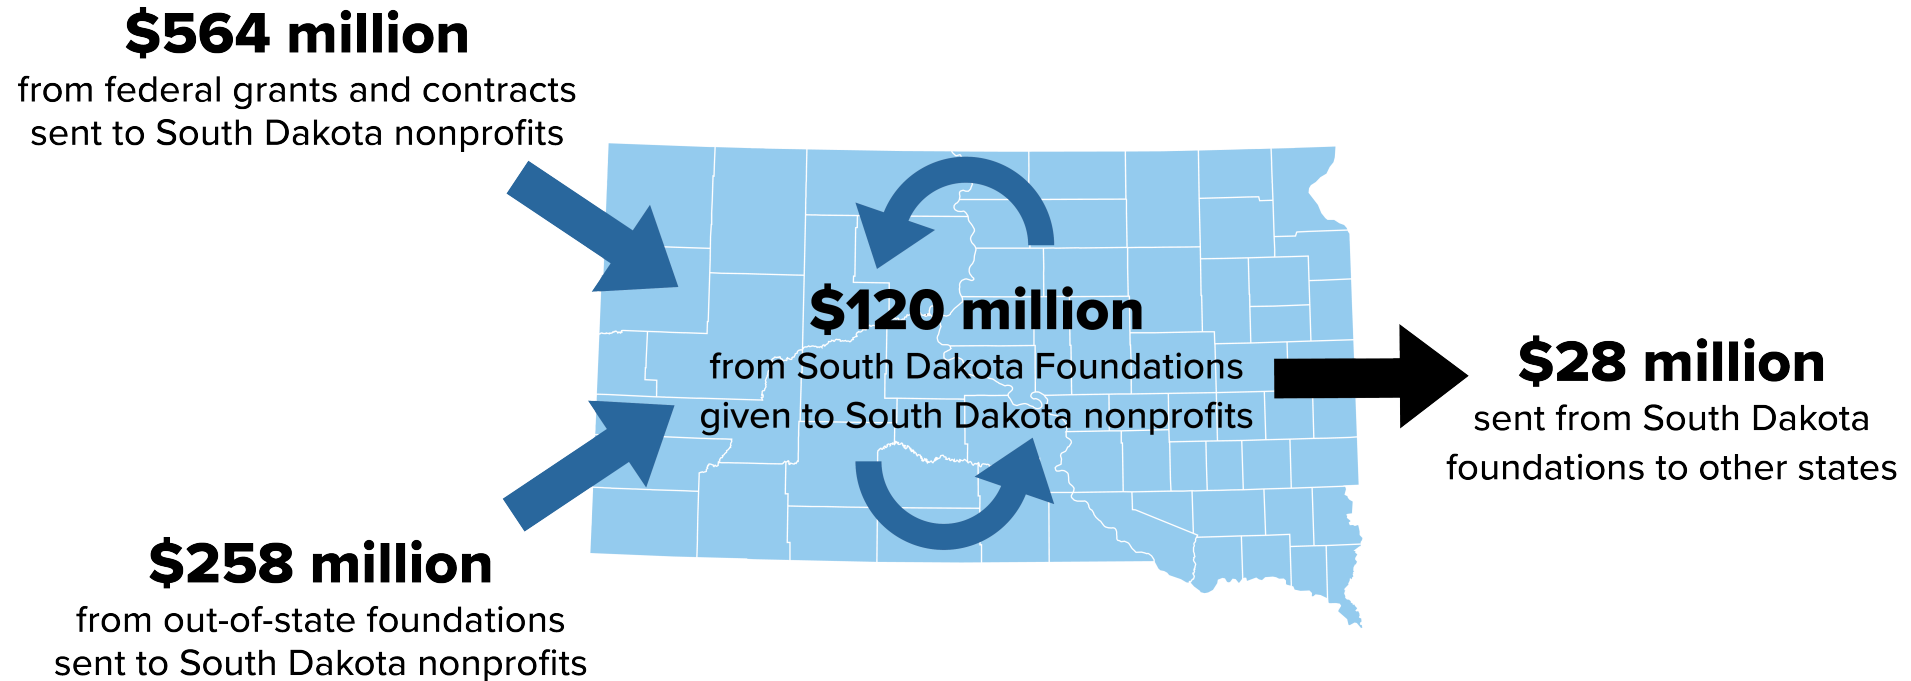 $564 million
from federal grants and contracts
sent to South Dakota nonprofits
$120 million
from South Dakota Foundations
given to South Dakota nonprofits
$28 million
sent from South Dakota
foundations to other states
$258 million
from out-of-state foundations
sent to South Dakota nonprofits